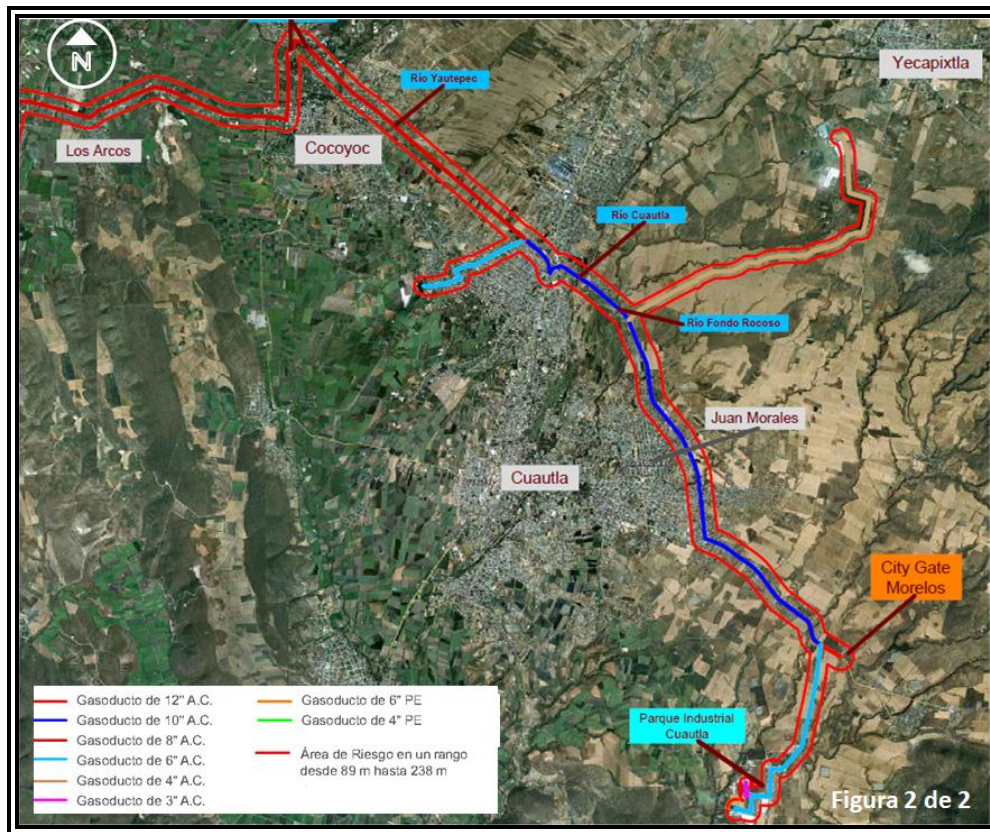 N
Yecapixtla
Río Yautepec
Los Arcos
Cocoyoc
Río Cuautla
Río Fondo Rocoso
Juan Morales
Cuautla
City Gate
Morelos
Parque Industrial
Cuautla
Gasoducto de 12" A.C.
Gasoducto de 10" A.C.
Gasoducto de 8" A.C.
Gasoducto de 6" A.C.
Gasoducto de 4" A.C.
Gasoducto de 3" A.C.
Gasoducto de 6" PE
Gasoducto de 4" PE
Área de Riesgo en un rango
desde 89 m hasta 238 m
Figura 2 de 2